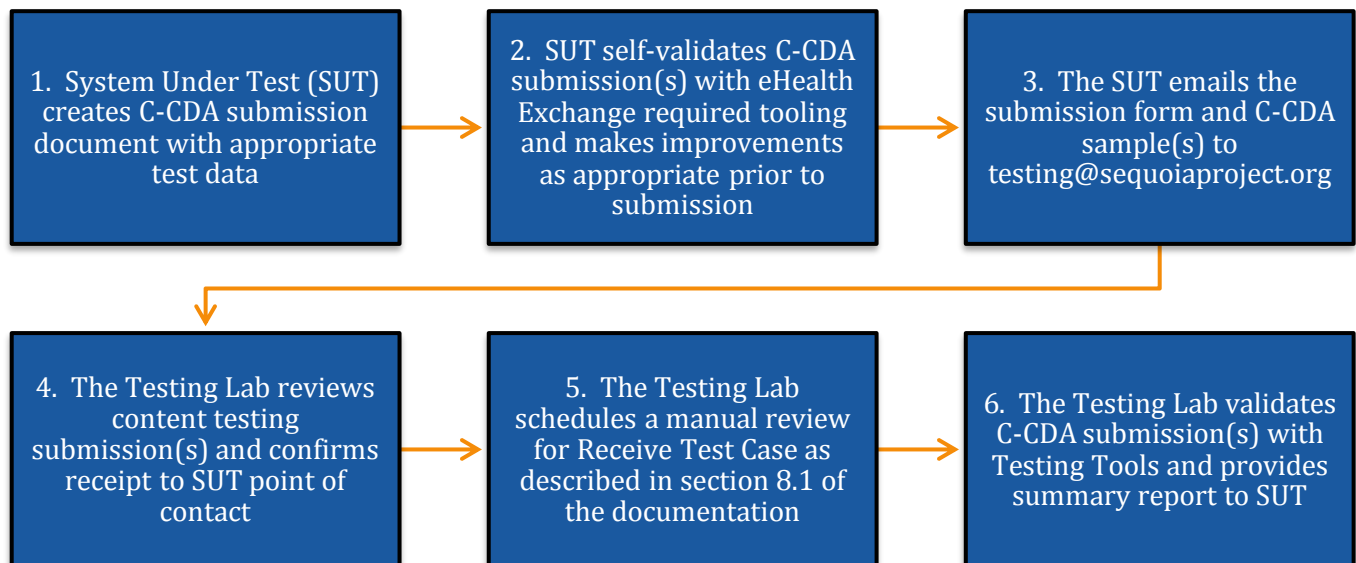 1. System Under Test (SUT)
creates C-CDA submission
document with appropriate
test data
2. SUT self-validates C-CDA
submission(s) with eHealth
Exchange required tooling
and makes improvements
as appropriate prior to
submission
3. The SUT emails the
submission form and C-CDA
sample(s) to
testing@sequoiaproject.org
4. The Testing Lab reviews
content testing
submission(s) and confirms
receipt to SUT point of
contact
5. The Testing Lab
schedules a manual review
for Receive Test Case as
described in section 8.1 of
the documentation
6. The Testing Lab validates
C-CDA submission(s) with
Testing Tools and provides
summary report to SUT